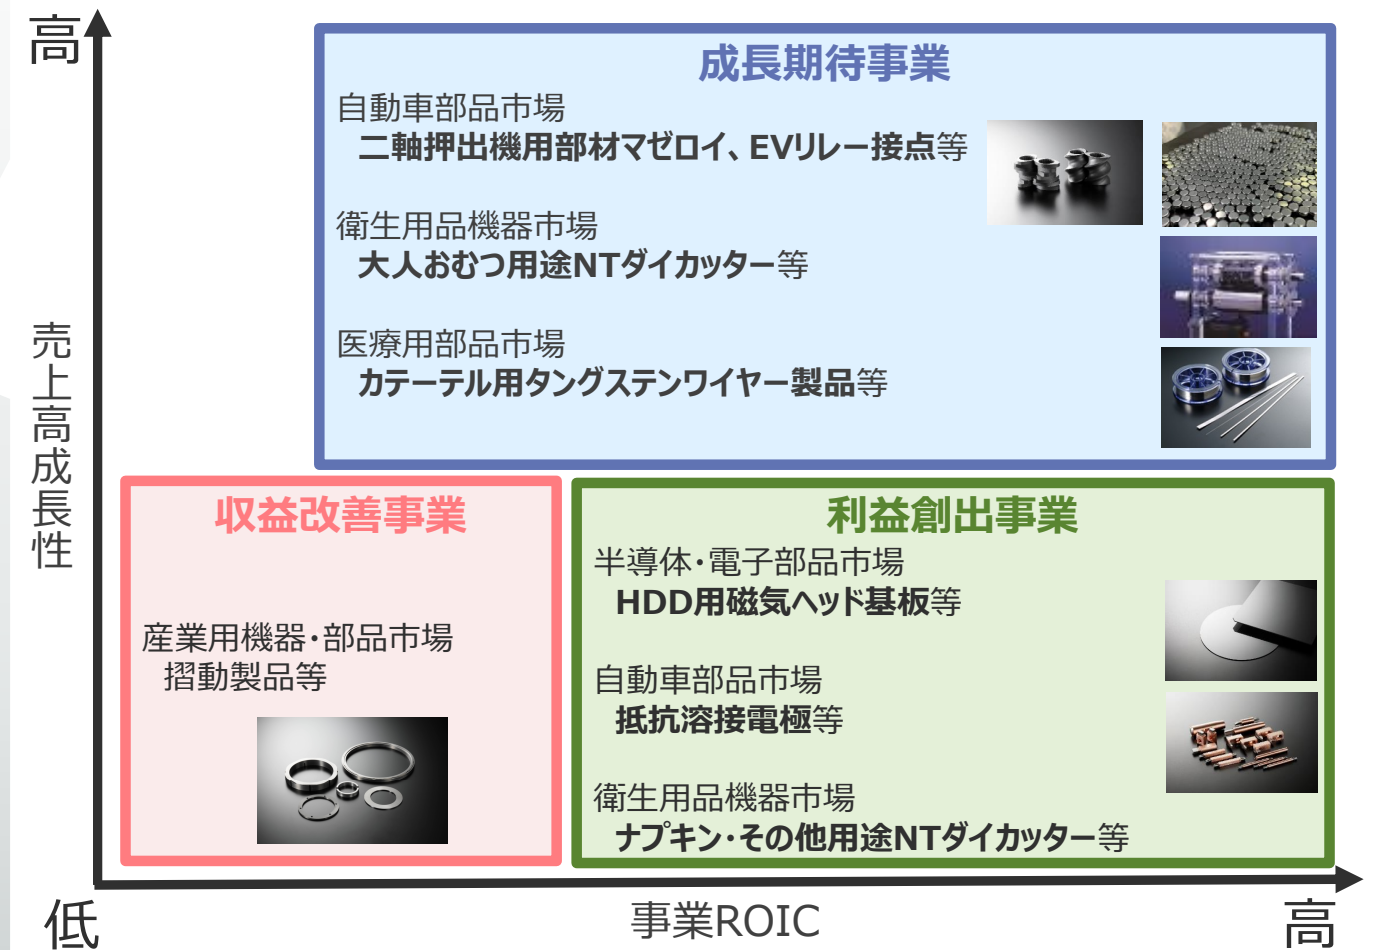 高
売上高成長性
成長期待事業
自動車部品市場
二軸押出機用部材マゼロイ、EVリレー接点等
衛生用品機器市場
大人おむつ用途NTダイカッター等
医療用部品市場
カテーテル用タングステンワイヤー製品等
収益改善事業
産業用機器・部品市場
摺動製品等
利益創出事業
半導体・電子部品市場
HDD用磁気ヘッド基板等
自動車部品市場
抵抗溶接電極等
衛生用品機器市場
ナプキン・その他用途NTダイカッター等
低
事業ROIC
高